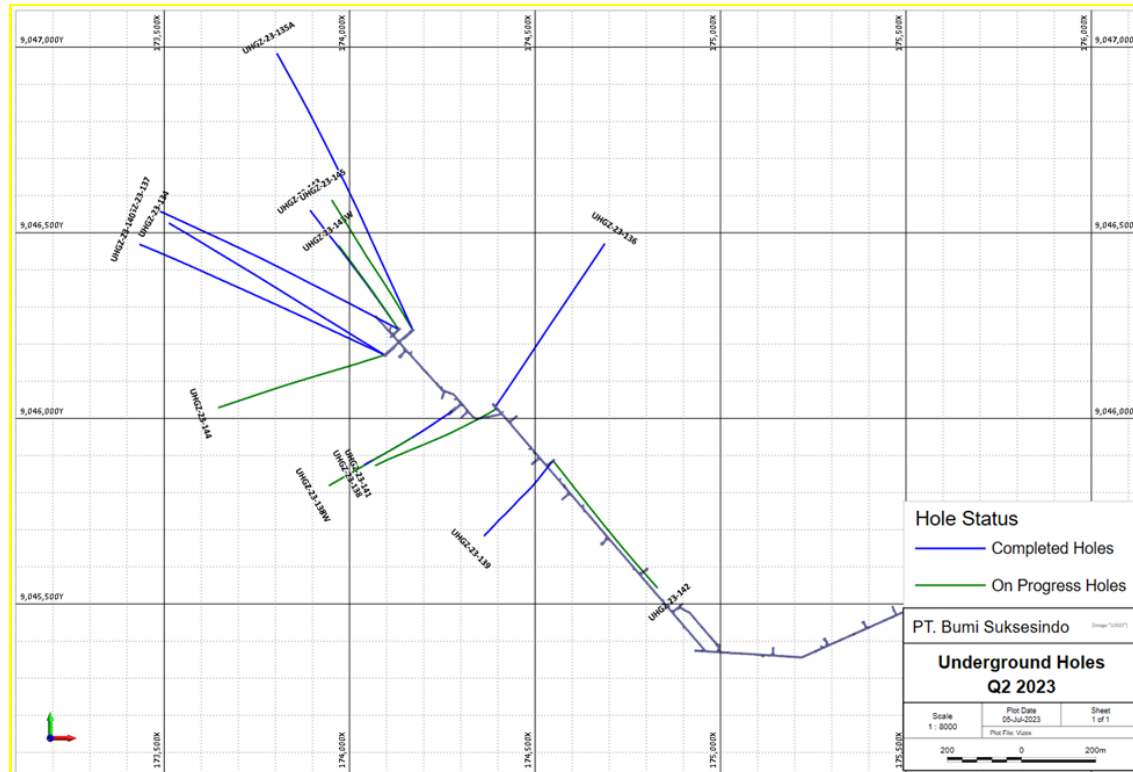 173,500X
174,000X
174,500X
175,000X
175,500X
176,000X
9,047,000Y
9,047,000
UHGZ-23-135A
UHGZ-23-145
UHGZ-23-134
UHGZ-23-140
9,046,500Y
9,046,500
UHGZ-23-136
9,046,000Y
9,046,000
UHGZ-23-144
UHGZ-23-141
UHGZ-23-138
UHGZ-23-138W
UHGZ-23-139
UHGZ-23-142
9,045,500Y
Hole Status
Completed Holes
On Progress Holes
PT. Bumi Suksesindo
[Image "LOGO"]
Underground Holes
Q2 2023
Scale
1 : 8000
Plot Date
05-Jul-2023
Sheet
1 of 1
Plot File: Vizex
200
0
200m
173,500X
174,000X
174,500X
175,000X
175,500X